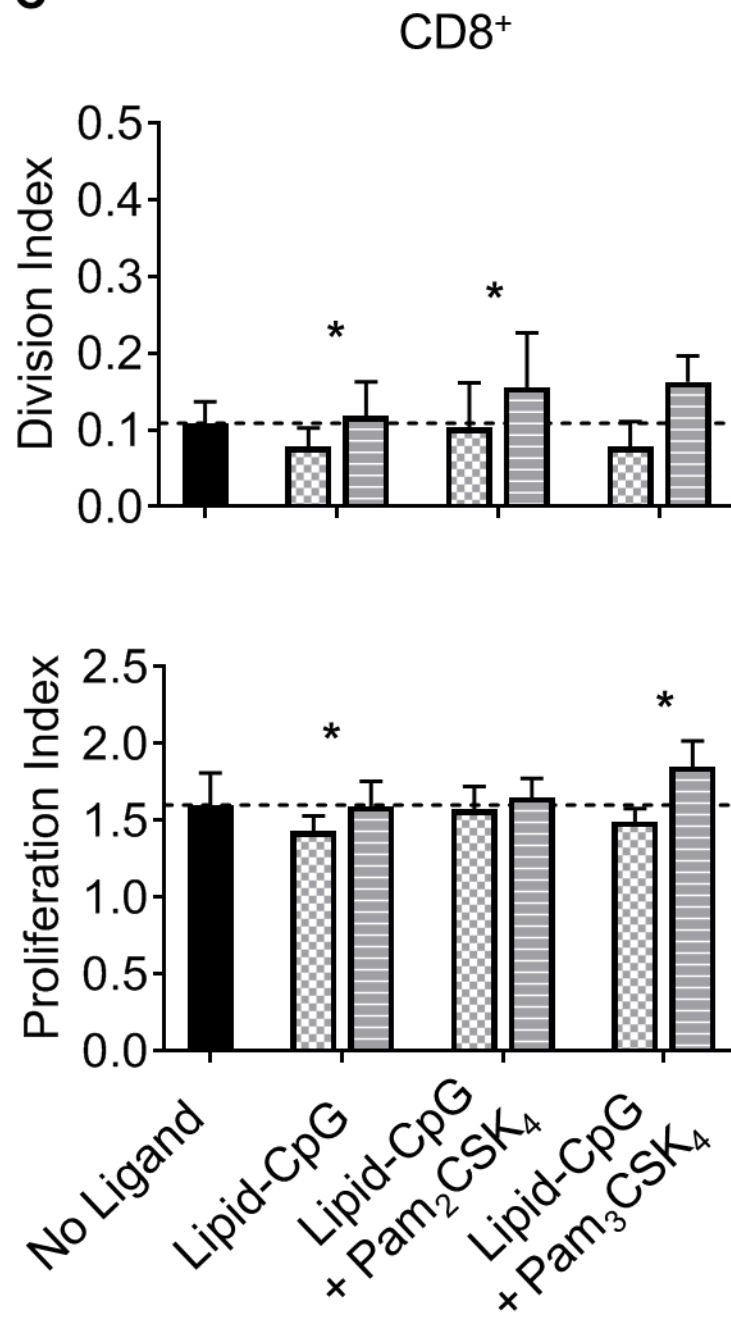 CD8⁺
Division Index
0.5
0.4
0.3
0.2
0.1
0.0
*
*
Proliferation Index
2.5
2.0
1.5
1.0
0.5
0.0
*
*
No Ligand
Lipid-CpG
Lipid-CpG
+ Pam₂CSK₄
Lipid-CpG
+ Pam₃CSK₄